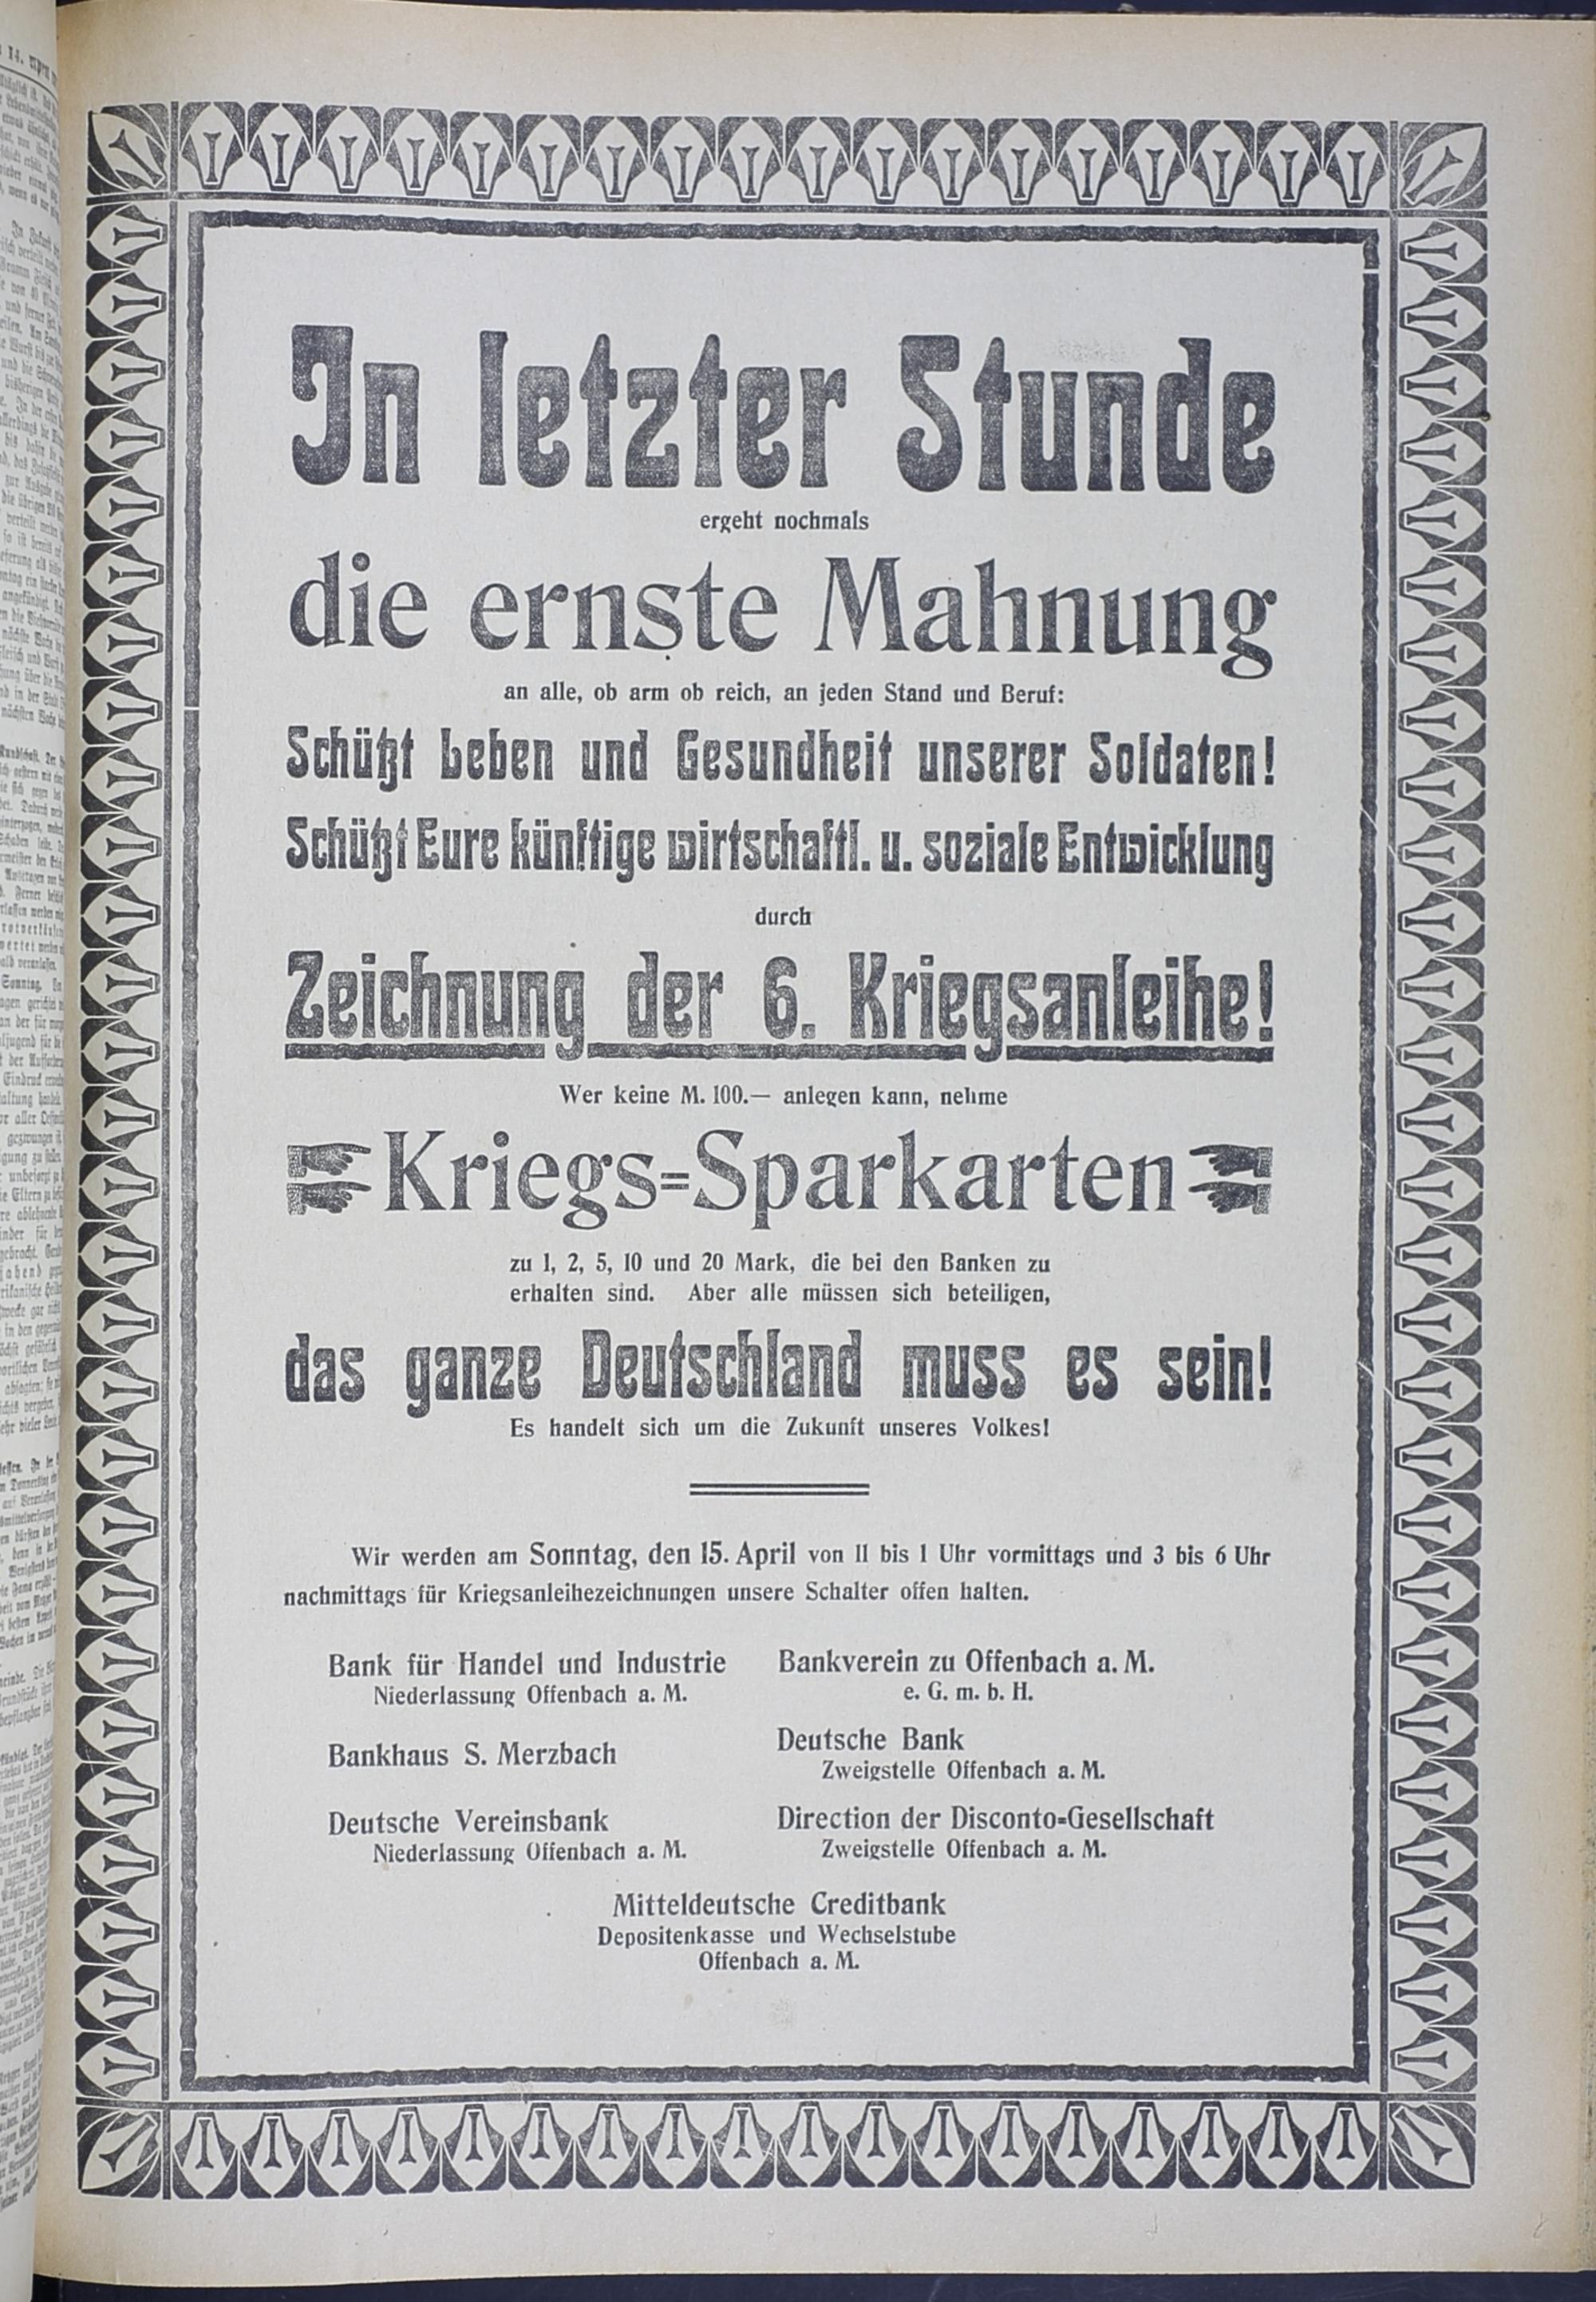 In letzter Stunde
ergeht nochmals
die ernste Mahnung
an alle, ob arm ob reich, an jeden Stand und Beruf:
Schützt Leben und Gesundheit unserer Soldaten!
Schützt Eure künftige wirtschaftl. u. soziale Entwicklung
durch
Zeichnung der 6. Kriegsanleihe!
Wer keine M. 100.— anlegen kann, nehme
Kriegs=Sparkarten
zu 1, 2, 5, 10 und 20 Mark, die bei den Banken zu
erhalten sind. Aber alle müssen sich beteiligen,
das ganze Deutschland muss es sein!
Es handelt sich um die Zukunft unseres Volkes!
Wir werden am Sonntag, den 15. April von 11 bis 1 Uhr vormittags und 3 bis 6 Uhr
nachmittags für Kriegsanleihezeichnungen unsere Schalter offen halten.
Bank für Handel und Industrie
Niederlassung Offenbach a. M.
Bankverein zu Offenbach a. M.
e. G. m. b. H.
Bankhaus S. Merzbach
Deutsche Bank
Zweigstelle Offenbach a. M.
Deutsche Vereinsbank
Niederlassung Offenbach a. M.
Direction der Disconto=Gesellschaft
Zweigstelle Offenbach a. M.
Mitteldeutsche Creditbank
Depositenkasse und Wechselstube
Offenbach a. M.